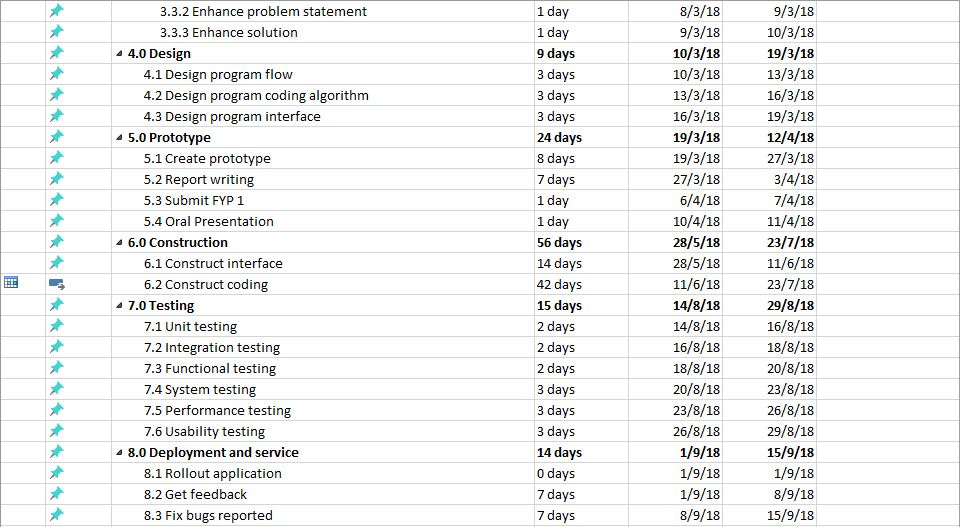 3.3.2 Enhance problem statement 1 day 8/3/18 9/3/18
3.3.3 Enhance solution 1 day 9/3/18 10/3/18
4.0 Design 9 days 10/3/18 19/3/18
4.1 Design program flow 3 days 10/3/18 13/3/18
4.2 Design program coding algorithm 3 days 13/3/18 16/3/18
4.3 Design program interface 3 days 16/3/18 19/3/18
5.0 Prototype 24 days 19/3/18 12/4/18
5.1 Create prototype 8 days 19/3/18 27/3/18
5.2 Report writing 7 days 27/3/18 3/4/18
5.3 Submit FYP 1 1 day 6/4/18 7/4/18
5.4 Oral Presentation 1 day 10/4/18 11/4/18
6.0 Construction 56 days 28/5/18 23/7/18
6.1 Construct interface 14 days 28/5/18 11/6/18
6.2 Construct coding 42 days 11/6/18 23/7/18
7.0 Testing 15 days 14/8/18 29/8/18
7.1 Unit testing 2 days 14/8/18 16/8/18
7.2 Integration testing 2 days 16/8/18 18/8/18
7.3 Functional testing 2 days 18/8/18 20/8/18
7.4 System testing 3 days 20/8/18 23/8/18
7.5 Performance testing 3 days 23/8/18 26/8/18
7.6 Usability testing 3 days 26/8/18 29/8/18
8.0 Deployment and service 14 days 1/9/18 15/9/18
8.1 Rollout application 0 days 1/9/18 1/9/18
8.2 Get feedback 7 days 1/9/18 8/9/18
8.3 Fix bugs reported 7 days 8/9/18 15/9/18